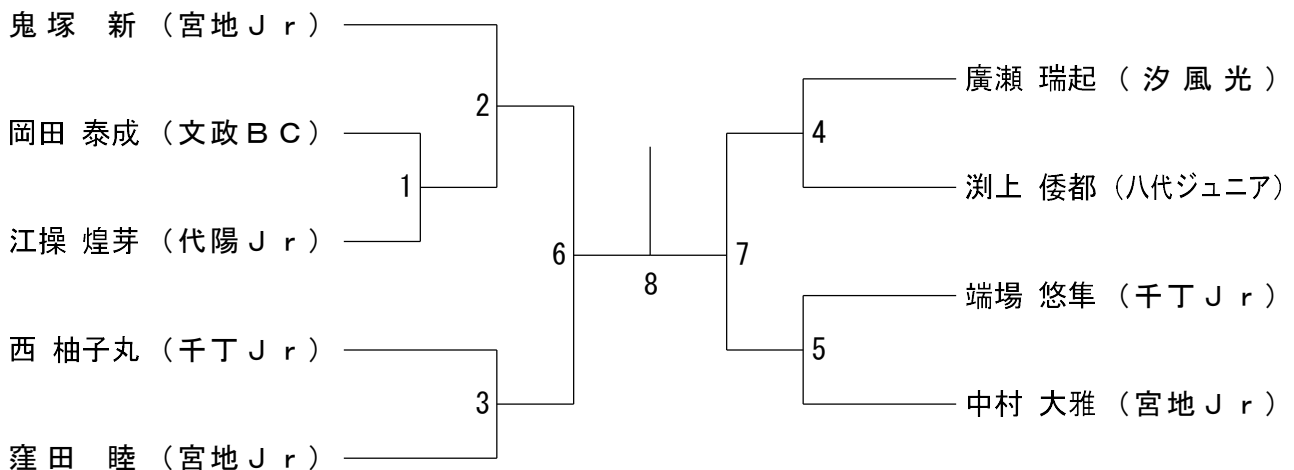 鬼塚 新 （宮地Ｊｒ）
2
岡田 泰成 （文政ＢＣ）
1
江操 煌芽 （代陽Ｊｒ）
6
西 柚子丸 （千丁Ｊｒ）
3
窪田 睦 （宮地Ｊｒ）
8
廣瀬 瑞起 （汐風光）
4
渕上 倭都 （八代ジュニア）
7
端場 悠隼 （千丁Ｊｒ）
5
中村 大雅 （宮地Ｊｒ）